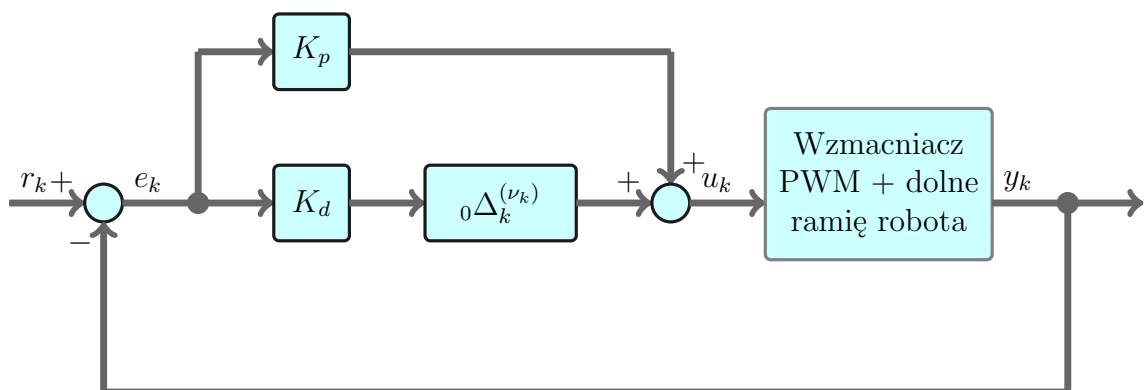 K_p
r_k
+
e_k
−
K_d
₀Δ_k^{(ν_k)}
+
+
u_k
Wzmacniacz
PWM + dolne
ramię robota
y_k